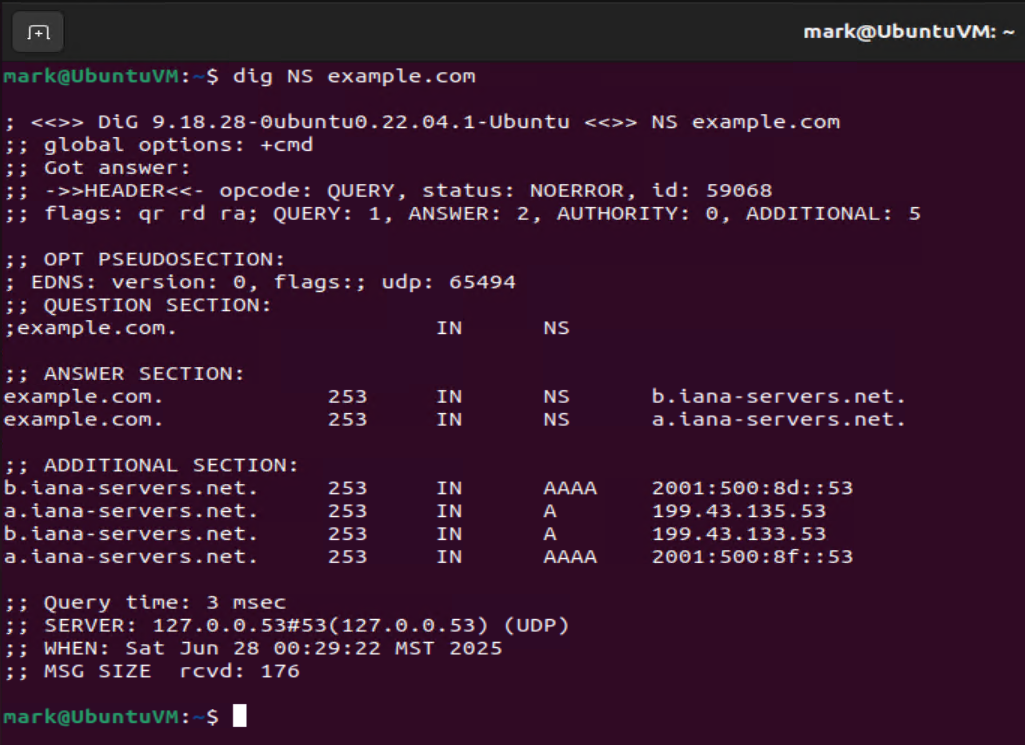 mark@UbuntuVM: ~
mark@UbuntuVM:~$ dig NS example.com
; <<>> DiG 9.18.28-0ubuntu0.22.04.1-Ubuntu <<>> NS example.com
;; global options: +cmd
;; Got answer:
;; ->>HEADER<<- opcode: QUERY, status: NOERROR, id: 59068
;; flags: qr rd ra; QUERY: 1, ANSWER: 2, AUTHORITY: 0, ADDITIONAL: 5
;; OPT PSEUDOSECTION:
; EDNS: version: 0, flags:; udp: 65494
;; QUESTION SECTION:
;example.com. IN NS
;; ANSWER SECTION:
example.com. 253 IN NS b.iana-servers.net.
example.com. 253 IN NS a.iana-servers.net.
;; ADDITIONAL SECTION:
b.iana-servers.net. 253 IN AAAA 2001:500:8d::53
a.iana-servers.net. 253 IN A 199.43.135.53
b.iana-servers.net. 253 IN A 199.43.133.53
a.iana-servers.net. 253 IN AAAA 2001:500:8f::53
;; Query time: 3 msec
;; SERVER: 127.0.0.53#53(127.0.0.53) (UDP)
;; WHEN: Sat Jun 28 00:29:22 MST 2025
;; MSG SIZE rcvd: 176
mark@UbuntuVM:~$